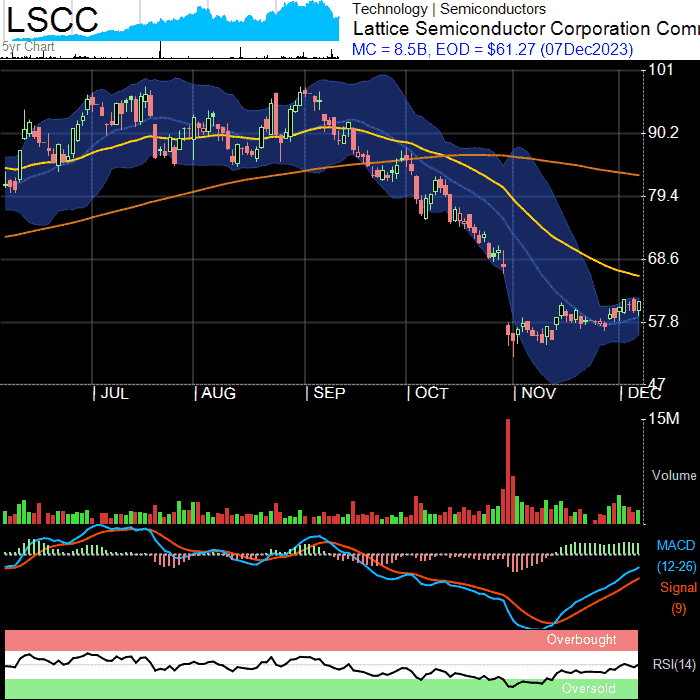 LSCC
5yr Chart
Technology | Semiconductors
Lattice Semiconductor Corporation Com
MC = 8.5B, EOD = $61.27 (07Dec2023)
101
90.2
79.4
68.6
57.8
47
| JUL | AUG | SEP | OCT | NOV | DEC
15M
Volume
MACD
(12-26)
Signal
(9)
Overbought
RSI(14)
Oversold